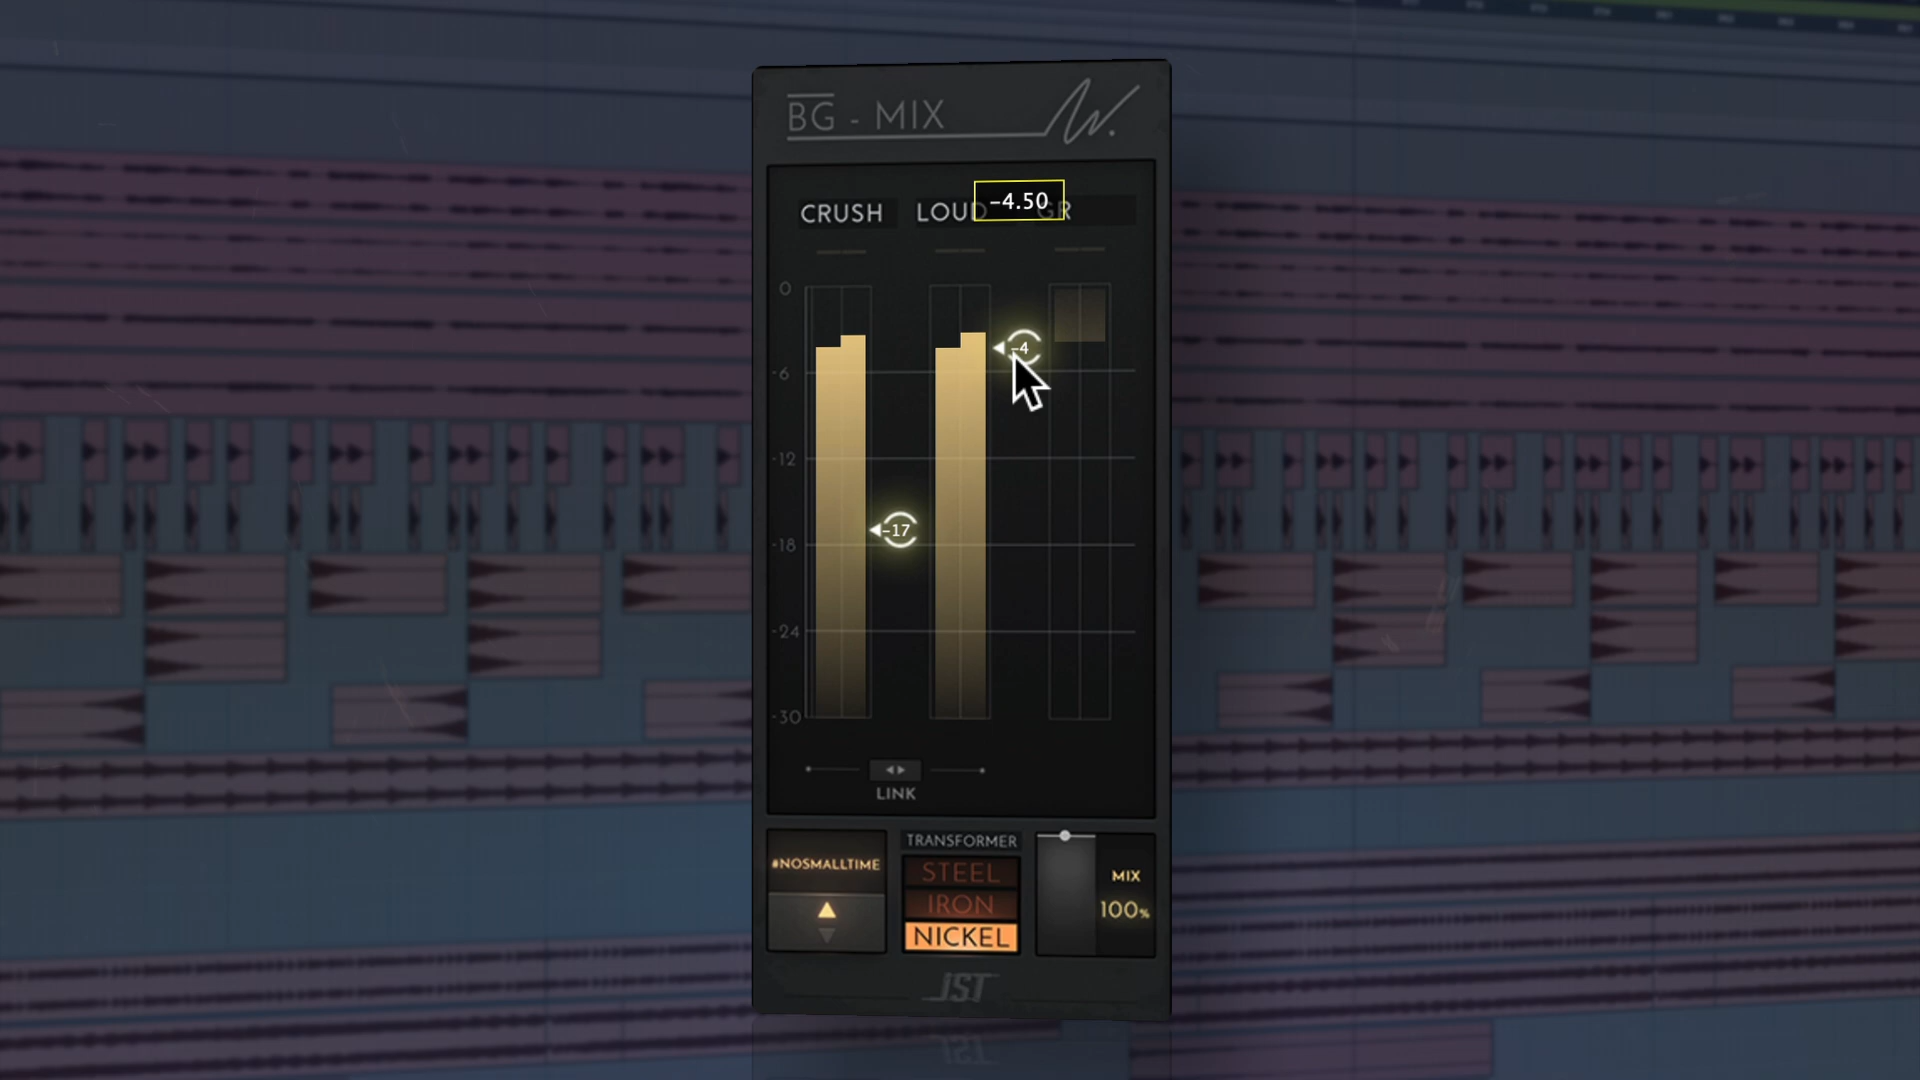 BG - MIX
-4.50
CRUSH LOUD GR
0
-4
-6
-12
-17
-18
-24
-30
LINK
#NOSMALLTIME
TRANSFORMER
STEEL
IRON
NICKEL
MIX
100%
JST